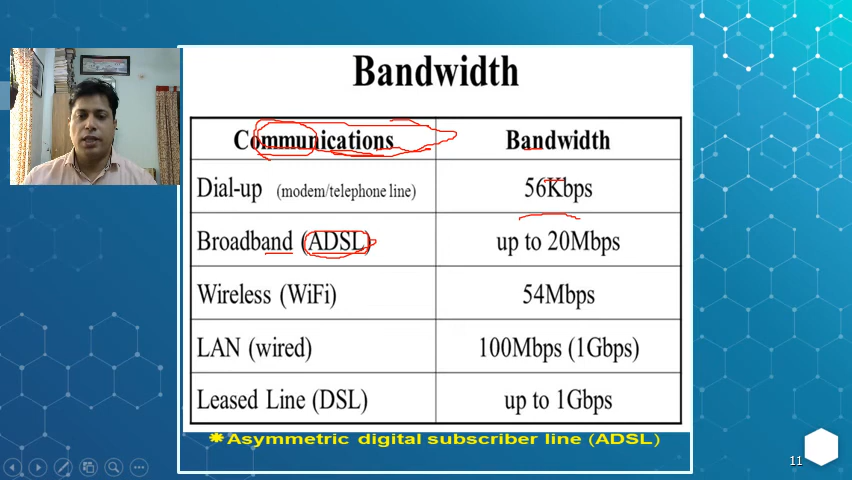 Bandwidth
Communications Bandwidth
Dial-up (modem/telephone line) 56Kbps
Broadband (ADSL) up to 20Mbps
Wireless (WiFi) 54Mbps
LAN (wired) 100Mbps (1Gbps)
Leased Line (DSL) up to 1Gbps
*Asymmetric digital subscriber line (ADSL)
11